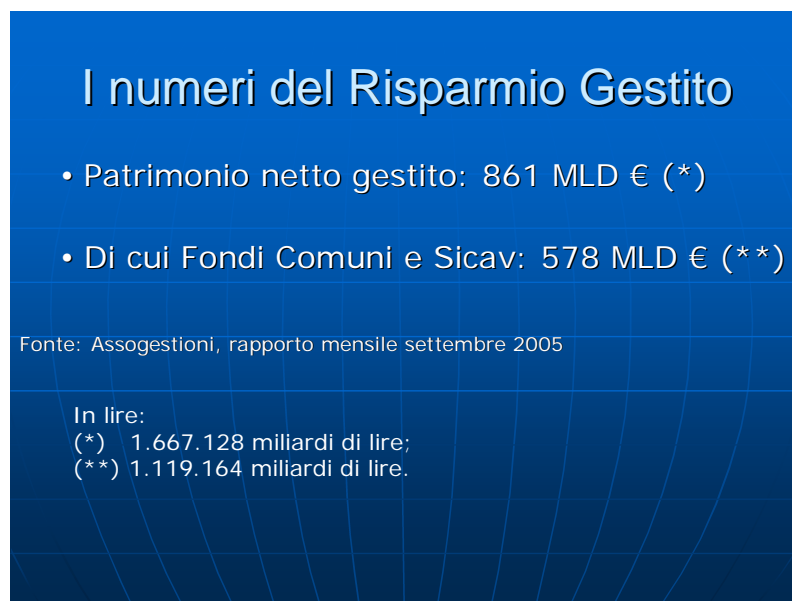 I numeri del Risparmio Gestito
• Patrimonio netto gestito: 861 MLD € (*)
• Di cui Fondi Comuni e Sicav: 578 MLD € (**)
Fonte: Assogestioni, rapporto mensile settembre 2005
In lire:
(*) 1.667.128 miliardi di lire;
(**) 1.119.164 miliardi di lire.